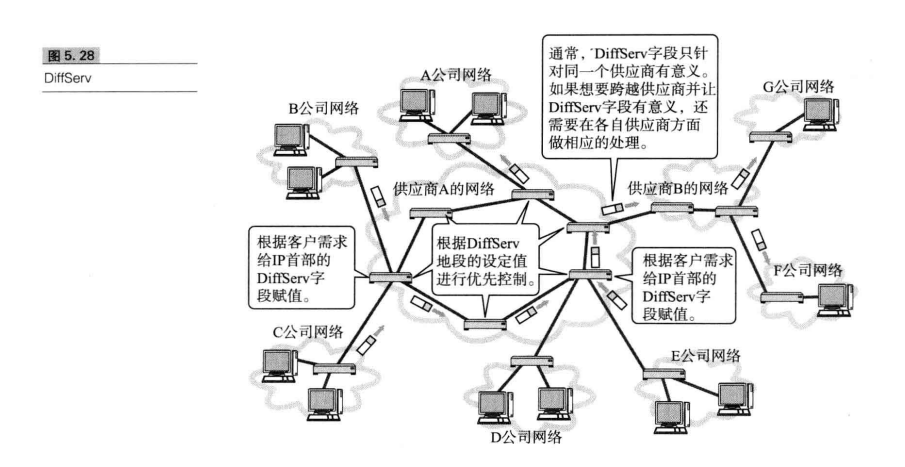 图 5. 28
DiffServ
A公司网络
B公司网络
通常，DiffServ字段只针
对同一个供应商有意义。
如果想要跨越供应商并让
DiffServ字段有意义，还
需要在各自供应商方面
做相应的处理。
G公司网络
供应商A的网络
供应商B的网络
根据客户需求
给IP首部的
DiffServ字
段赋值。
根据DiffServ
地段的设定值
进行优先控制。
根据客户需求
给IP首部的
DiffServ字
段赋值。
F公司网络
C公司网络
E公司网络
D公司网络